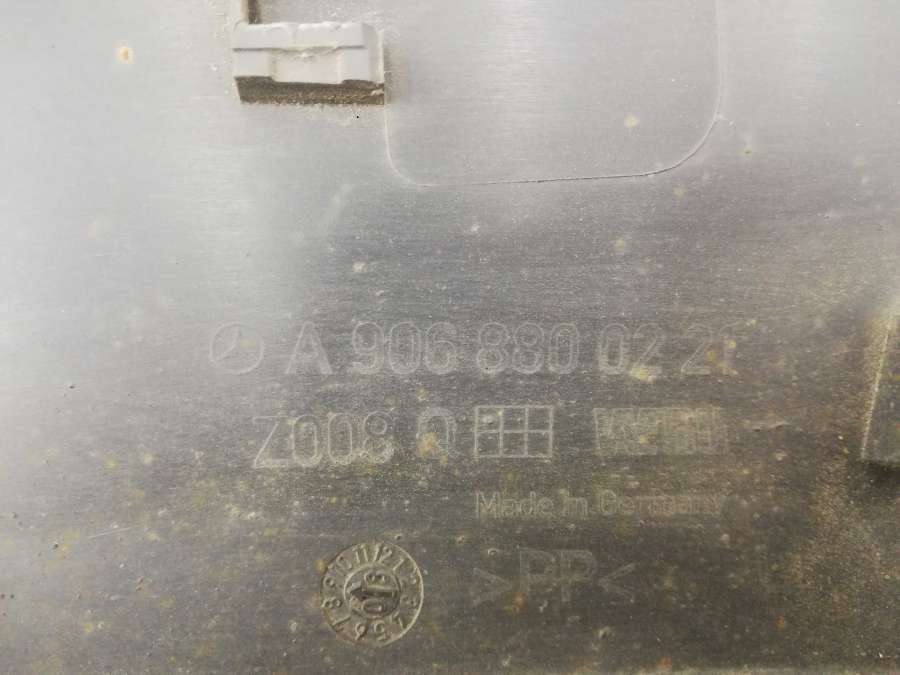 A 906 880 02 21
Z008 Q
Made in Germany
>PP<